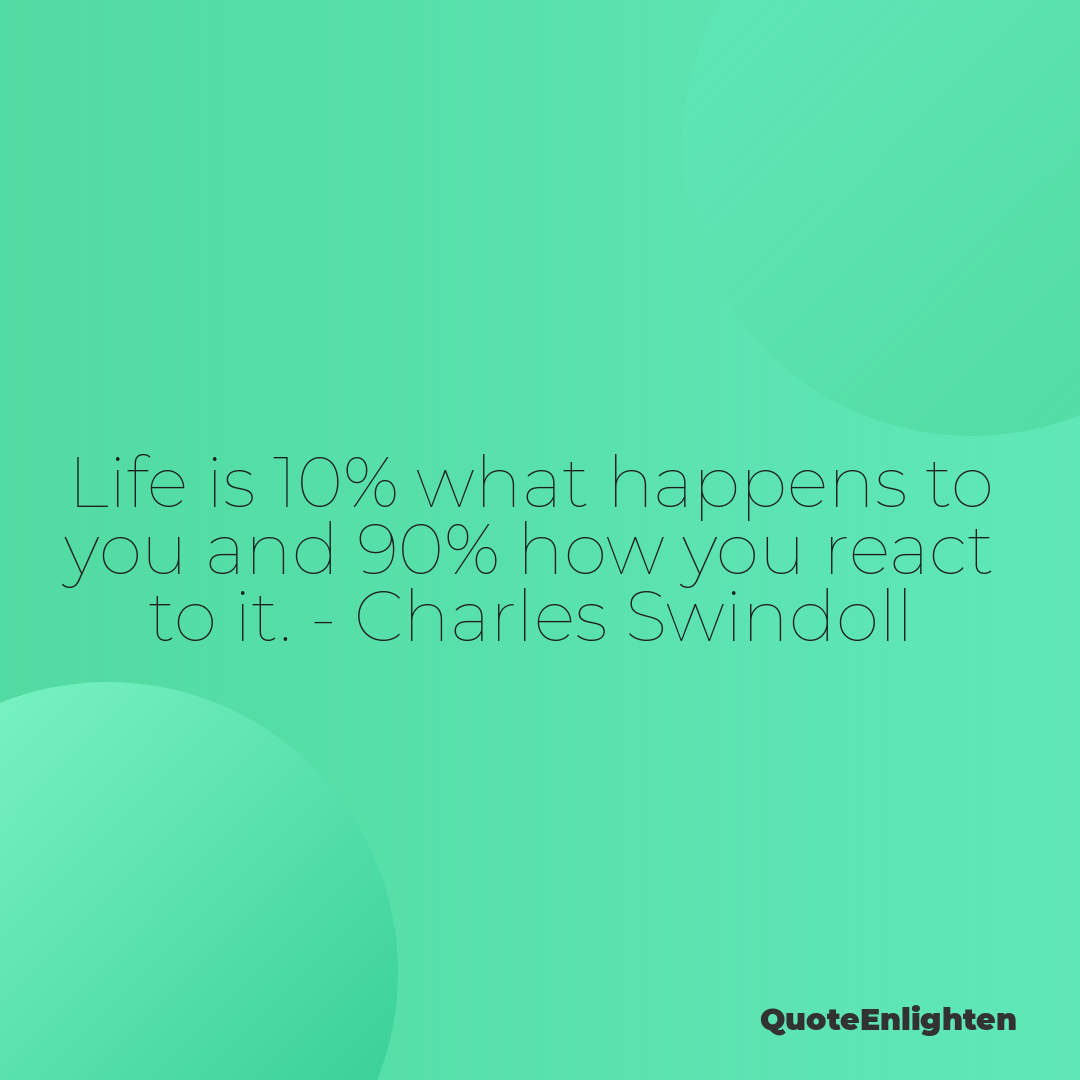 Life is 10% what happens to
you and 90% how you react
to it. - Charles Swindoll
QuoteEnlighten